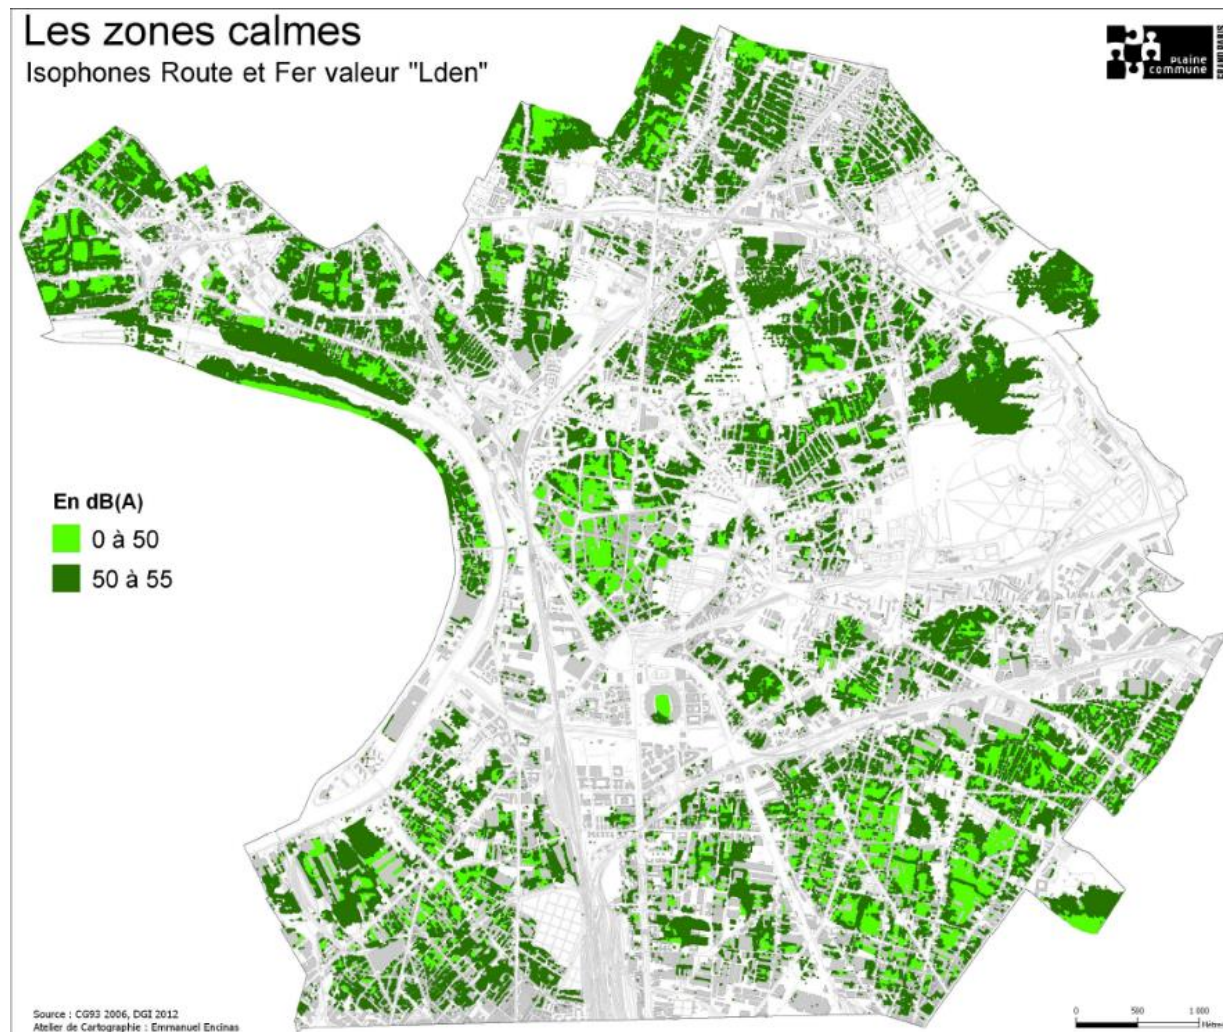 Les zones calmes
Isophones Route et Fer valeur "Lden"
PLaine
commune
En dB(A)
0 à 50
50 à 55
Source : CG93 2006, DGI 2012
Atelier de Cartographie : Emmanuel Encinas
0 500 1 000